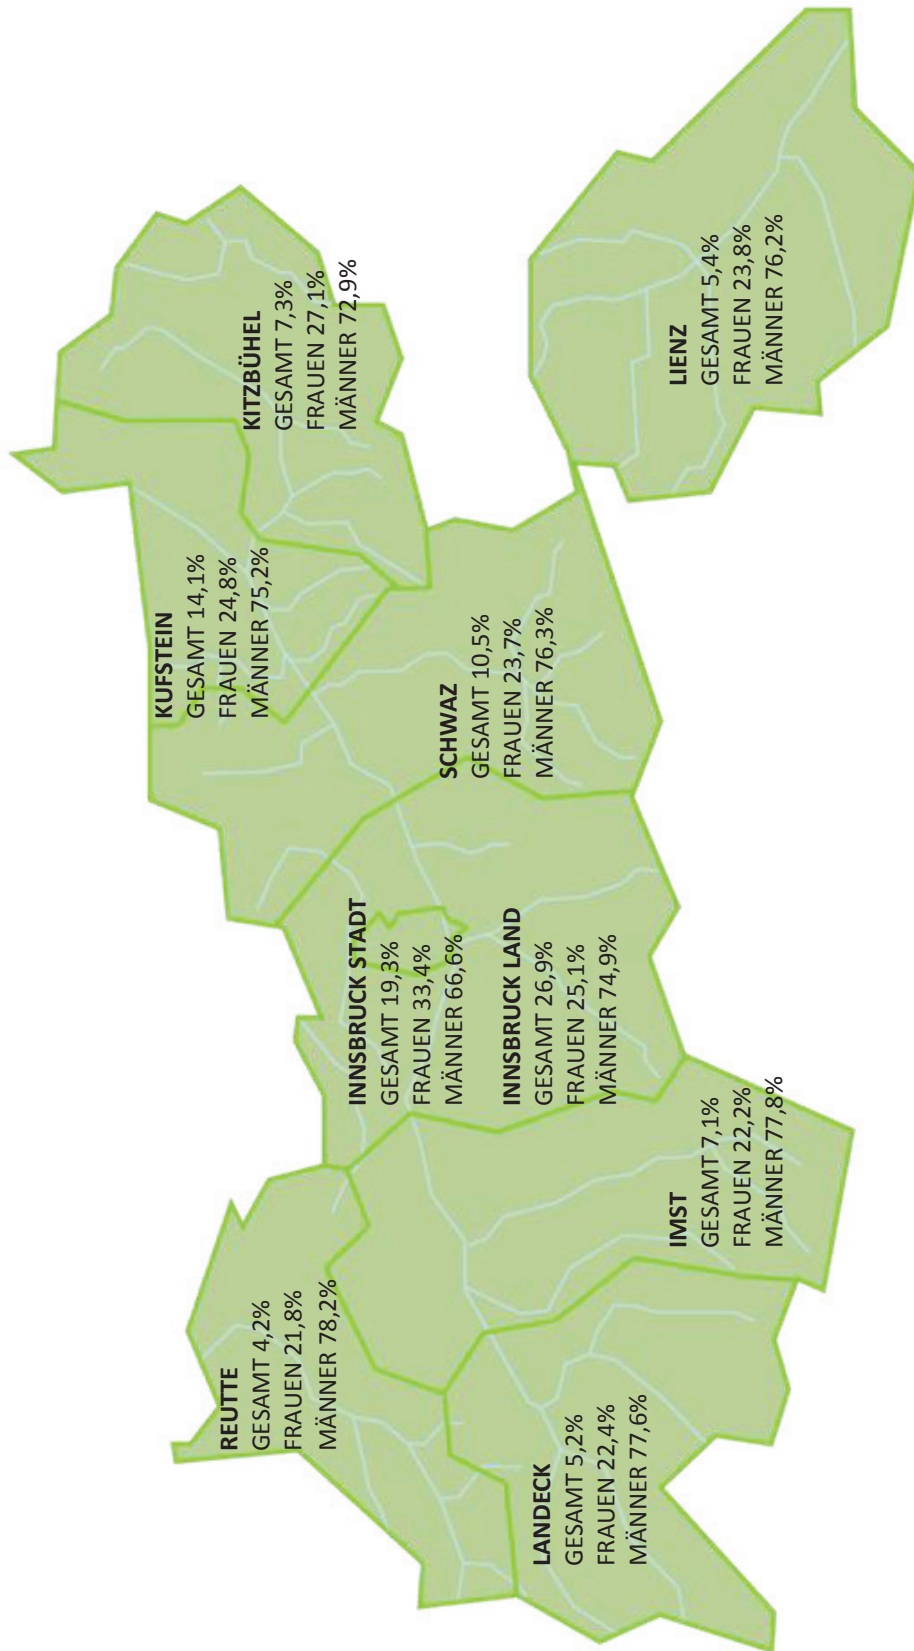 REUTTE
GESAMT 4,2%
FRAUEN 21,8%
MÄNNER 78,2%
LANDECK
GESAMT 5,2%
FRAUEN 22,4%
MÄNNER 77,6%
IMST
GESAMT 7,1%
FRAUEN 22,2%
MÄNNER 77,8%
INNSBRUCK STADT
GESAMT 19,3%
FRAUEN 33,4%
MÄNNER 66,6%
INNSBRUCK LAND
GESAMT 26,9%
FRAUEN 25,1%
MÄNNER 74,9%
SCHWAZ
GESAMT 10,5%
FRAUEN 23,7%
MÄNNER 76,3%
KUFSTEIN
GESAMT 14,1%
FRAUEN 24,8%
MÄNNER 75,2%
KITZBÜHEL
GESAMT 7,3%
FRAUEN 27,1%
MÄNNER 72,9%
LIENZ
GESAMT 5,4%
FRAUEN 23,8%
MÄNNER 76,2%